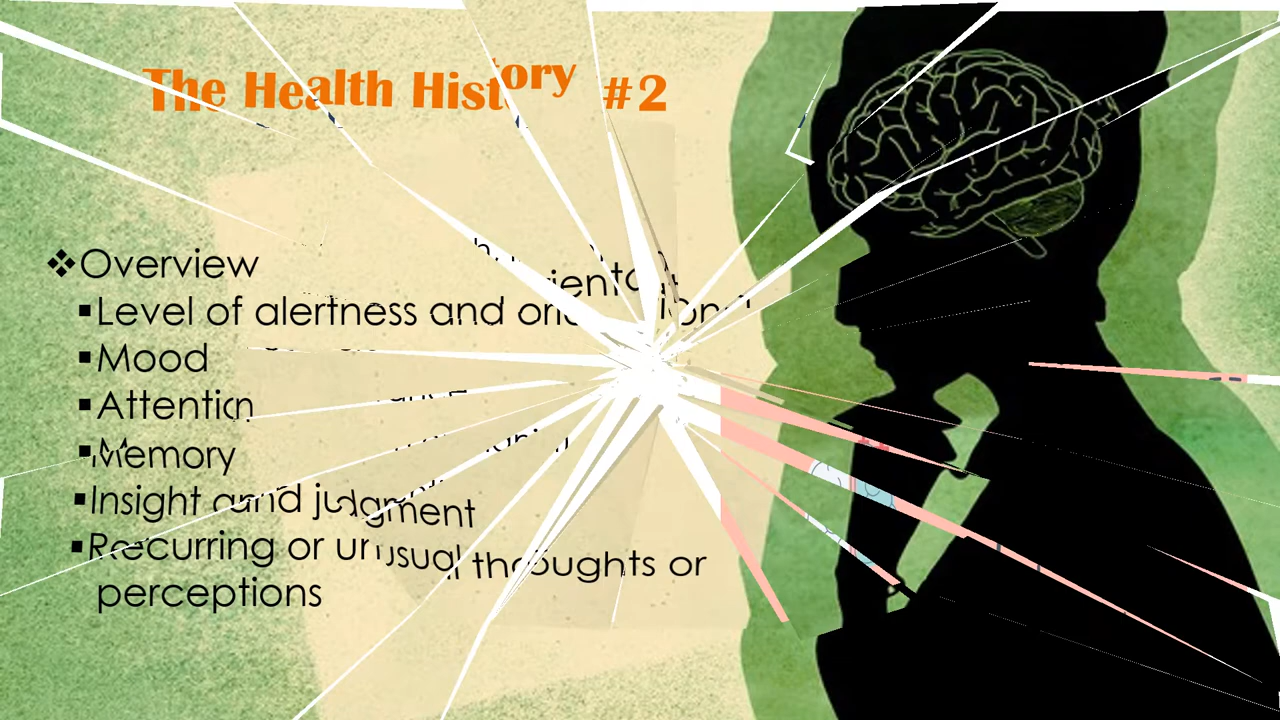 The Health History #2
❖Overview
▪Level of alertness and orientation
▪Mood
▪Attention
▪Memory
▪Insight and judgment
▪Recurring or unusual thoughts or
perceptions